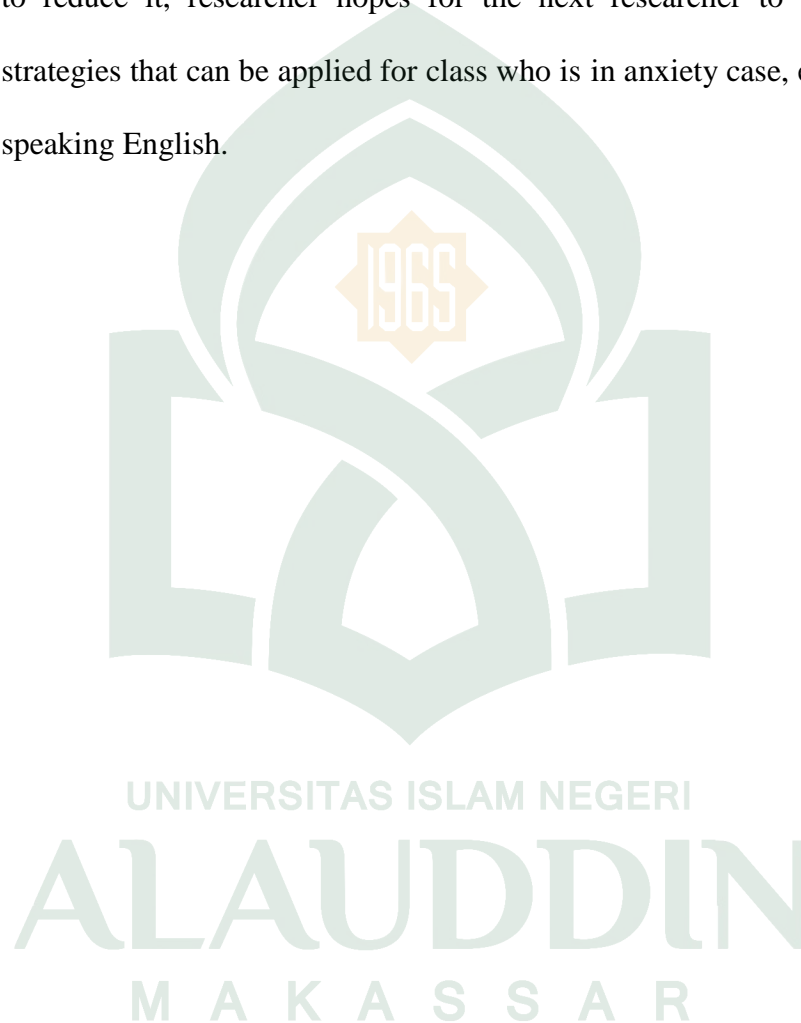 to reduce it, researcher hopes for the next researcher to
strategies that can be applied for class who is in anxiety case,
speaking English.
1965
UNIVERSITAS ISLAM NEGERI
ALAUDDIN
MAKASSAR